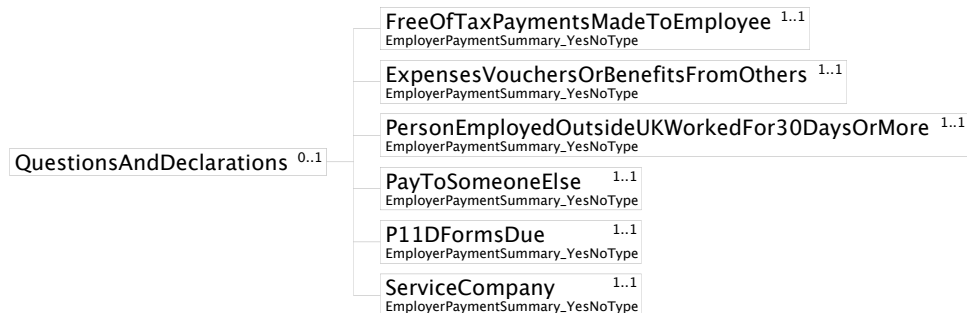 FreeOfTaxPaymentsMadeToEmployee 1..1
EmployerPaymentSummary_YesNoType
ExpensesVouchersOrBenefitsFromOthers 1..1
EmployerPaymentSummary_YesNoType
PersonEmployedOutsideUKWorkedFor30DaysOrMore 1..1
EmployerPaymentSummary_YesNoType
QuestionsAndDeclarations 0..1
PayToSomeoneElse 1..1
EmployerPaymentSummary_YesNoType
P11DFormsDue 1..1
EmployerPaymentSummary_YesNoType
ServiceCompany 1..1
EmployerPaymentSummary_YesNoType